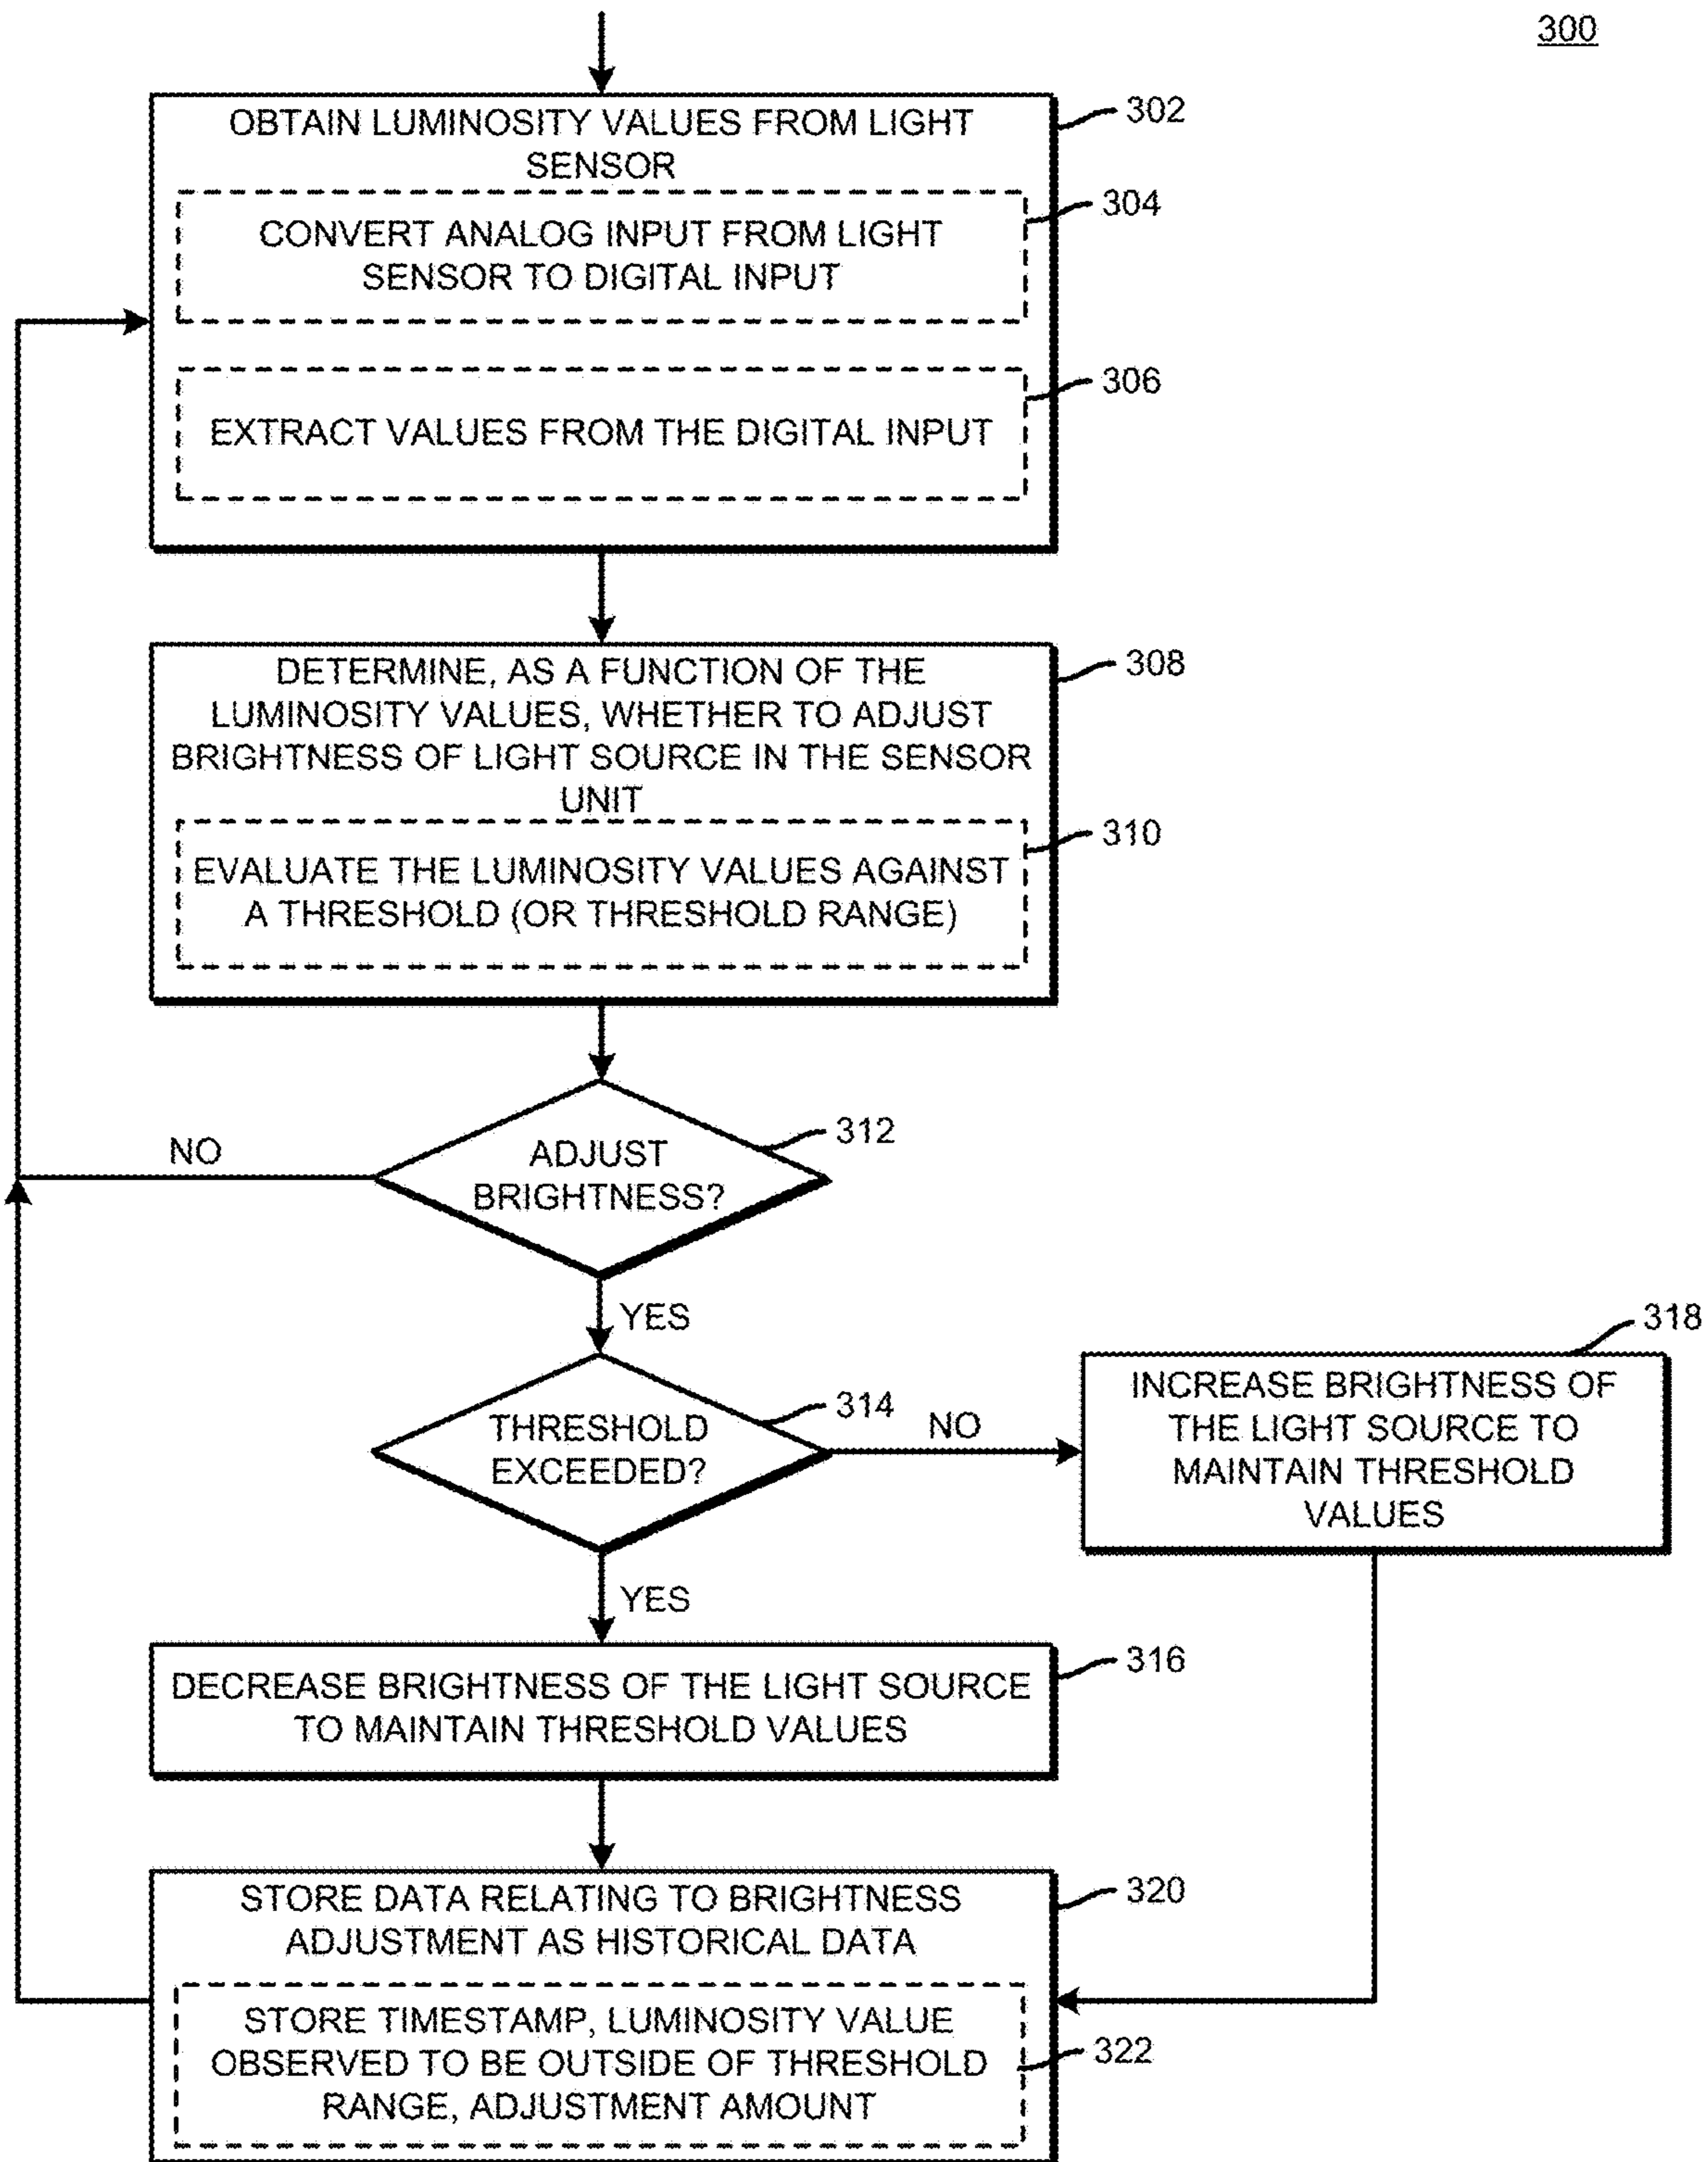 300
302
OBTAIN LUMINOSITY VALUES FROM LIGHT
SENSOR
304
CONVERT ANALOG INPUT FROM LIGHT
SENSOR TO DIGITAL INPUT
306
EXTRACT VALUES FROM THE DIGITAL INPUT
308
DETERMINE, AS A FUNCTION OF THE
LUMINOSITY VALUES, WHETHER TO ADJUST
BRIGHTNESS OF LIGHT SOURCE IN THE SENSOR
UNIT
310
EVALUATE THE LUMINOSITY VALUES AGAINST
A THRESHOLD (OR THRESHOLD RANGE)
312
NO
ADJUST
BRIGHTNESS?
YES
314
THRESHOLD
EXCEEDED?
NO
318
INCREASE BRIGHTNESS OF
THE LIGHT SOURCE TO
MAINTAIN THRESHOLD
VALUES
YES
316
DECREASE BRIGHTNESS OF THE LIGHT SOURCE
TO MAINTAIN THRESHOLD VALUES
320
STORE DATA RELATING TO BRIGHTNESS
ADJUSTMENT AS HISTORICAL DATA
322
STORE TIMESTAMP, LUMINOSITY VALUE
OBSERVED TO BE OUTSIDE OF THRESHOLD
RANGE, ADJUSTMENT AMOUNT